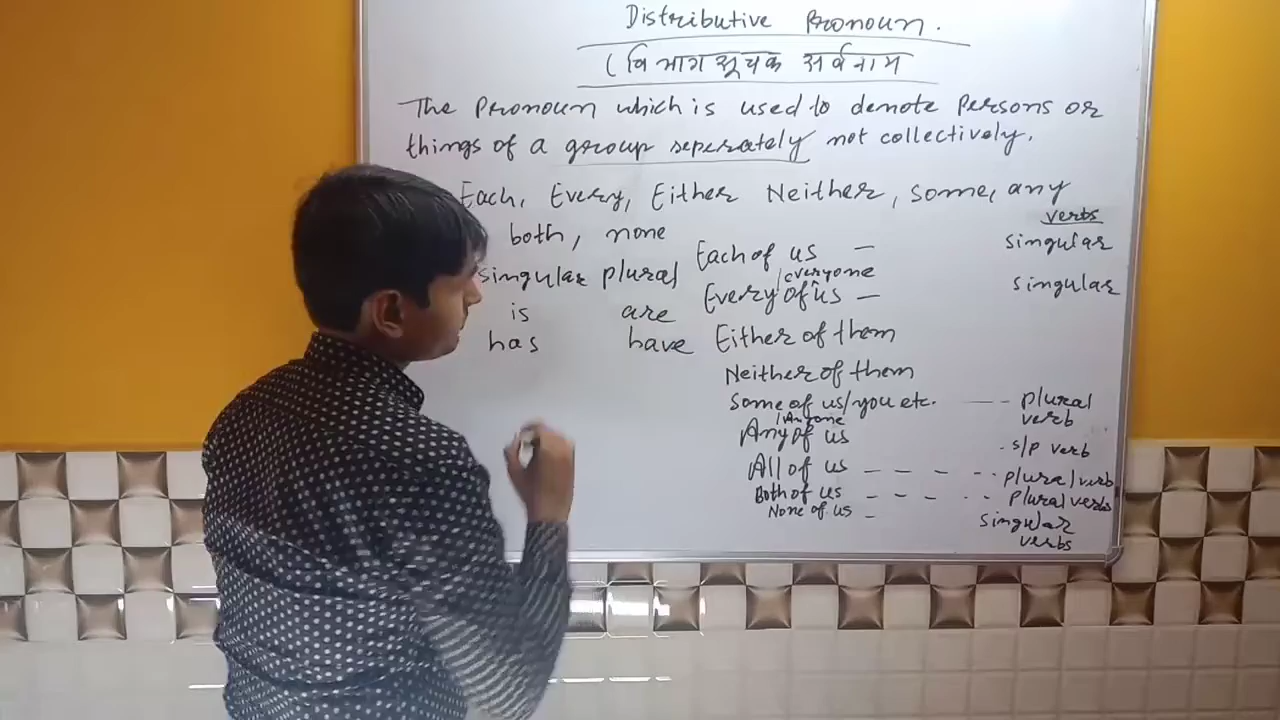 Distributive Pronoun.
( विभागसूचक सर्वनाम
The Pronoun which is used to denote Persons or
things of a group seperately not collectively.
Each, Every, Either Neither, some, any
both, none
verbs
Each of us — singular
singular plural
/everyone
Every of us — singular
is are
has have
Either of them
Neither of them
Some of us/you etc. —— plural verb
/Anyone
Any of us - s/p verb
All of us – – – – -- plural verb
Both of us – – – -- Plural verbs
None of us – singular verbs